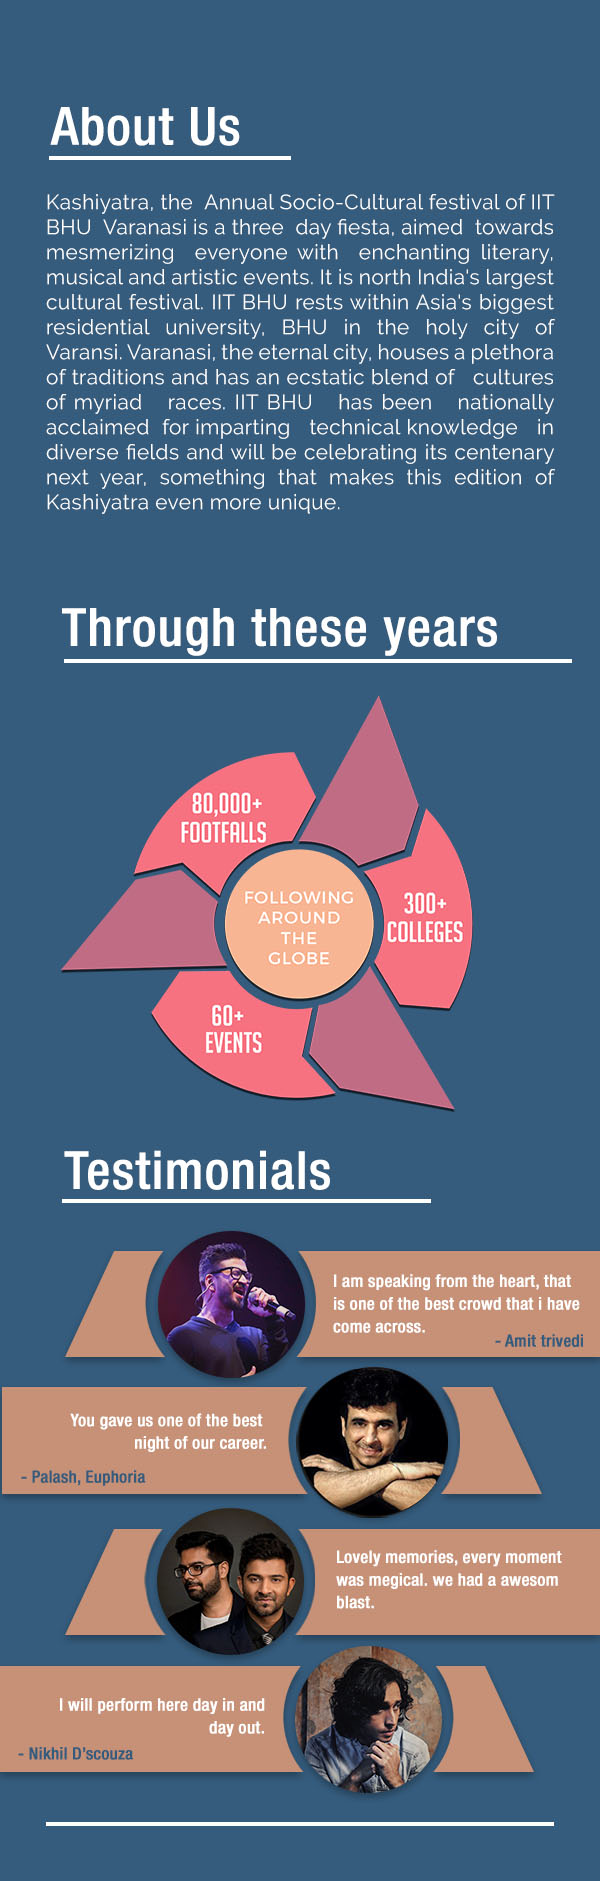 About Us
Kashiyatra, the Annual Socio-Cultural festival of IIT
BHU Varanasi is a three day fiesta, aimed towards
mesmerizing everyone with enchanting literary,
musical and artistic events. It is north India's largest
cultural festival. IIT BHU rests within Asia's biggest
residential university, BHU in the holy city of
Varansi. Varanasi, the eternal city, houses a plethora
of traditions and has an ecstatic blend of cultures
of myriad races. IIT BHU has been nationally
acclaimed for imparting technical knowledge in
diverse fields and will be celebrating its centenary
next year, something that makes this edition of
Kashiyatra even more unique.
Through these years
80,000+
FOOTFALLS
300+
COLLEGES
FOLLOWING
AROUND
THE
GLOBE
60+
EVENTS
Testimonials
I am speaking from the heart, that
is one of the best crowd that i have
come across.
- Amit trivedi
You gave us one of the best
night of our career.
- Palash, Euphoria
Lovely memories, every moment
was megical. we had a awesom
blast.
I will perform here day in and
day out.
- Nikhil D'scouza